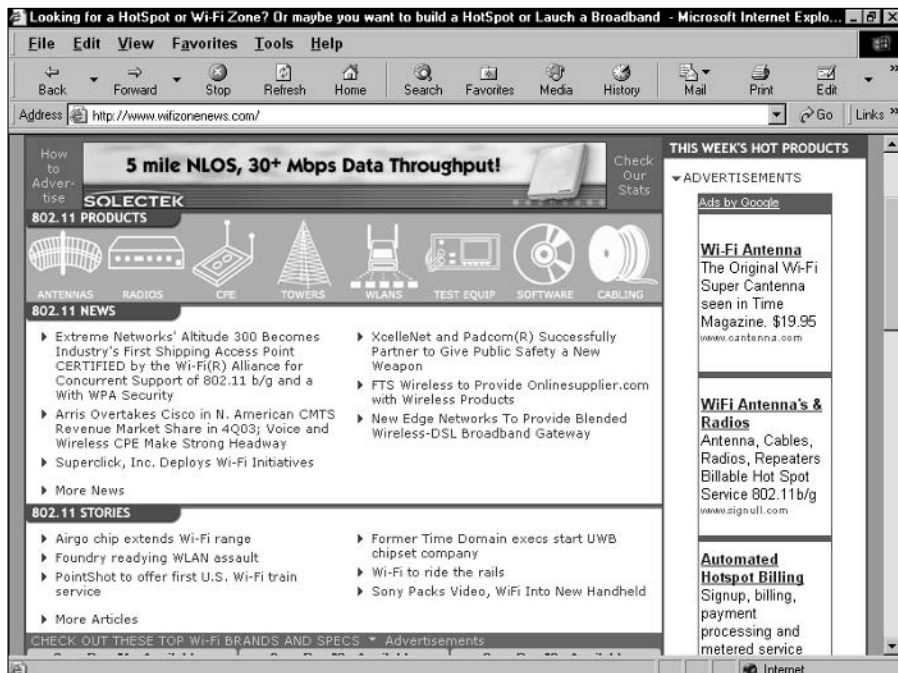 Looking for a HotSpot or Wi-Fi Zone? Or maybe you want to build a HotSpot or Lauch a Broadband - Microsoft Internet Explo...
File Edit View Favorites Tools Help
Back Forward Stop Refresh Home Search Favorites Media History Mail Print Edit
Address http://www.wifizonenews.com/ Go Links
How
to
Adver-
tise
5 mile NLOS, 30+ Mbps Data Throughput!
SOLECTEK
Check
Our
Stats
802.11 PRODUCTS
ANTENNAS RADIOS CPE TOWERS WLANS TEST EQUIP SOFTWARE CABLING
802.11 NEWS
Extreme Networks' Altitude 300 Becomes
Industry's First Shipping Access Point
CERTIFIED by the Wi-Fi(R) Alliance for
Concurrent Support of 802.11 b/g and a
With WPA Security
Arris Overtakes Cisco in N. American CMTS
Revenue Market Share in 4Q03; Voice and
Wireless CPE Make Strong Headway
Superclick, Inc. Deploys Wi-Fi Initiatives
More News
XcelleNet and Padcom(R) Successfully
Partner to Give Public Safety a New
Weapon
FTS Wireless to Provide Onlinesupplier.com
with Wireless Products
New Edge Networks To Provide Blended
Wireless-DSL Broadband Gateway
802.11 STORIES
Airgo chip extends Wi-Fi range
Foundry readying WLAN assault
PointShot to offer first U.S. Wi-Fi train
service
More Articles
Former Time Domain execs start UWB
chipset company
Wi-Fi to ride the rails
Sony Packs Video, WiFi Into New Handheld
CHECK OUT THESE TOP Wi-Fi BRANDS AND SPECS * Advertisements
THIS WEEK'S HOT PRODUCTS
ADVERTISEMENTS
Ads by Google
Wi-Fi Antenna
The Original Wi-Fi
Super Cantenna
seen in Time
Magazine. $19.95
www.cantenna.com
WiFi Antenna's &
Radios
Antenna, Cables,
Radios, Repeaters
Billable Hot Spot
Service 802.11b/g
www.signull.com
Automated
Hotspot Billing
Signup, billing,
payment
processing and
metered service
Internet